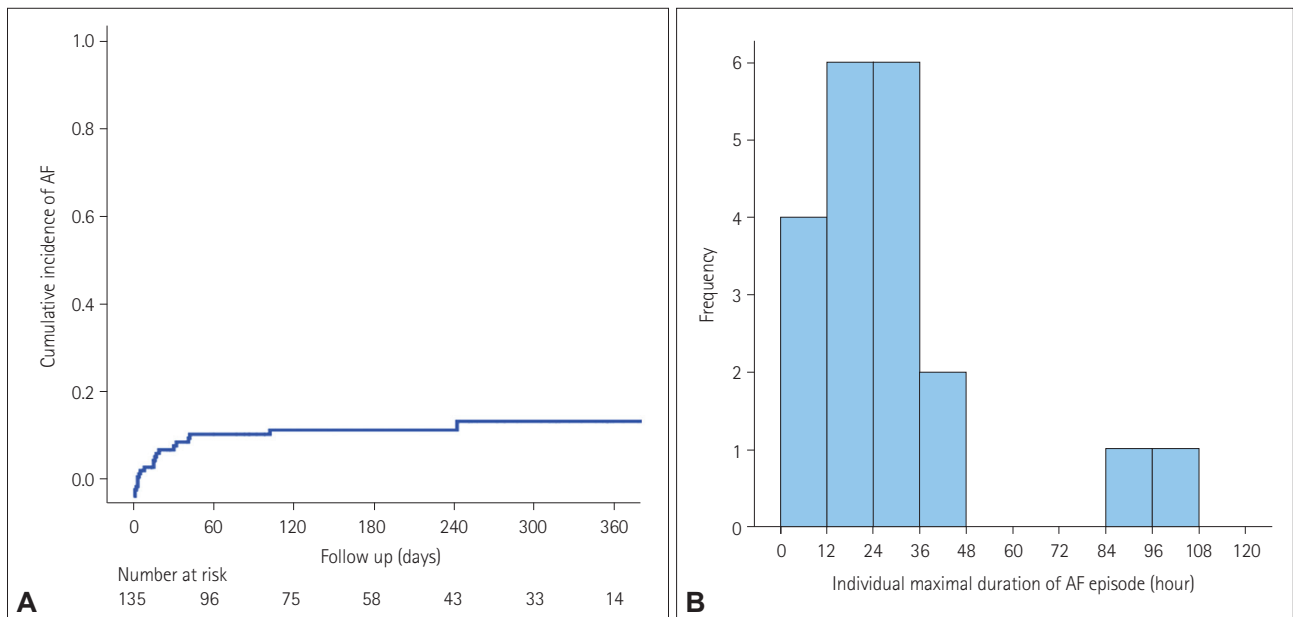 1.0
0.8
0.6
0.4
0.2
0.0
Cumulative incidence of AF
0 60 120 180 240 300 360
Follow up (days)
Number at risk
135 96 75 58 43 33 14
A
6
5
4
3
2
1
0
Frequency
0 12 24 36 48 60 72 84 96 108 120
Individual maximal duration of AF episode (hour)
B